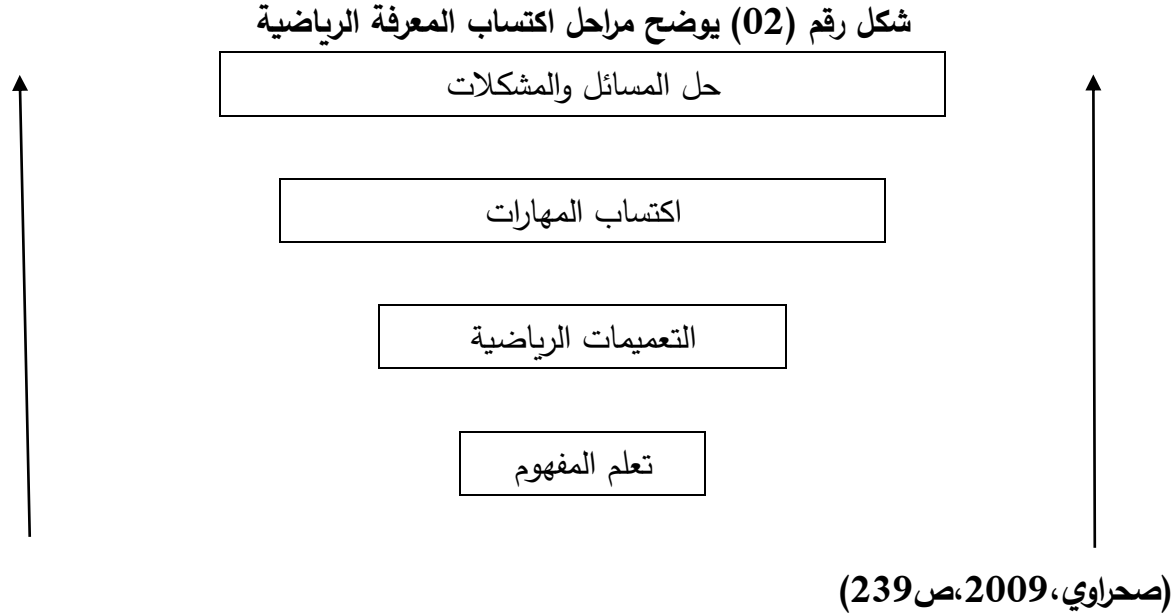 شكل رقم (02) يوضح مراحل اكتساب المعرفة الرياضية
حل المسائل والمشكلات
اكتساب المهارات
التعميمات الرياضية
تعلم المفهوم
(صحراوي،2009،ص239)